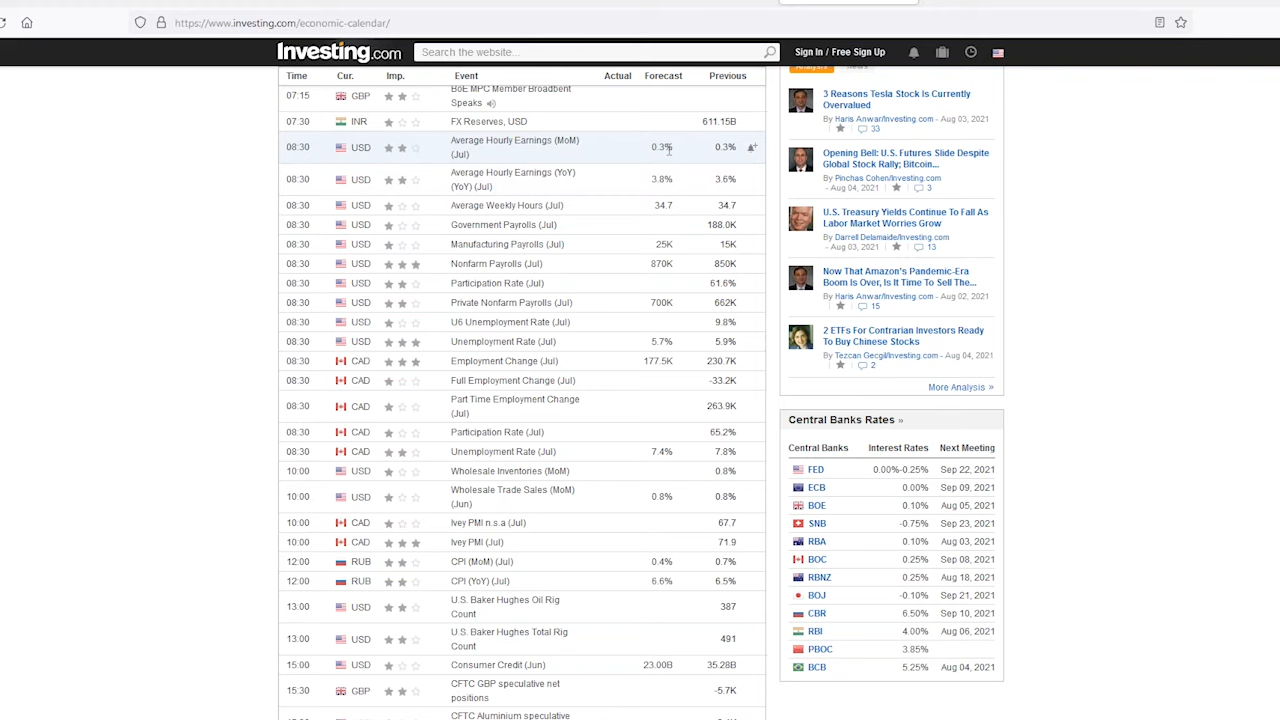 https://www.investing.com/economic-calendar/
Investing.com
Search the website...
Sign In / Free Sign Up
Time Cur. Imp. Event Actual Forecast Previous
07:15 GBP BoE MPC Member Broadbent
Speaks
07:30 INR FX Reserves, USD 611.15B
08:30 USD Average Hourly Earnings (MoM)
(Jul) 0.3% 0.3%
08:30 USD Average Hourly Earnings (YoY)
(YoY) (Jul) 3.8% 3.6%
08:30 USD Average Weekly Hours (Jul) 34.7 34.7
08:30 USD Government Payrolls (Jul) 188.0K
08:30 USD Manufacturing Payrolls (Jul) 25K 15K
08:30 USD Nonfarm Payrolls (Jul) 870K 850K
08:30 USD Participation Rate (Jul) 61.6%
08:30 USD Private Nonfarm Payrolls (Jul) 700K 662K
08:30 USD U6 Unemployment Rate (Jul) 9.8%
08:30 USD Unemployment Rate (Jul) 5.7% 5.9%
08:30 CAD Employment Change (Jul) 177.5K 230.7K
08:30 CAD Full Employment Change (Jul) -33.2K
08:30 CAD Part Time Employment Change
(Jul) 263.9K
08:30 CAD Participation Rate (Jul) 65.2%
08:30 CAD Unemployment Rate (Jul) 7.4% 7.8%
10:00 USD Wholesale Inventories (MoM) 0.8%
10:00 USD Wholesale Trade Sales (MoM)
(Jun) 0.8% 0.8%
10:00 CAD Ivey PMI n.s.a (Jul) 67.7
10:00 CAD Ivey PMI (Jul) 71.9
12:00 RUB CPI (MoM) (Jul) 0.4% 0.7%
12:00 RUB CPI (YoY) (Jul) 6.6% 6.5%
13:00 USD U.S. Baker Hughes Oil Rig
Count 387
13:00 USD U.S. Baker Hughes Total Rig
Count 491
15:00 USD Consumer Credit (Jun) 23.00B 35.28B
15:30 GBP CFTC GBP speculative net
positions -5.7K
CFTC Aluminium speculative
3 Reasons Tesla Stock Is Currently
Overvalued
By Haris Anwar/Investing.com - Aug 03, 2021
33
Opening Bell: U.S. Futures Slide Despite
Global Stock Rally; Bitcoin...
By Pinchas Cohen/Investing.com
- Aug 04, 2021 3
U.S. Treasury Yields Continue To Fall As
Labor Market Worries Grow
By Darrell Delamaide/Investing.com
- Aug 03, 2021 13
Now That Amazon's Pandemic-Era
Boom Is Over, Is It Time To Sell The...
By Haris Anwar/Investing.com - Aug 02, 2021
15
2 ETFs For Contrarian Investors Ready
To Buy Chinese Stocks
By Tezcan Gecgil/Investing.com - Aug 04, 2021
2
More Analysis »
Central Banks Rates »
Central Banks Interest Rates Next Meeting
FED 0.00%-0.25% Sep 22, 2021
ECB 0.00% Sep 09, 2021
BOE 0.10% Aug 05, 2021
SNB -0.75% Sep 23, 2021
RBA 0.10% Aug 03, 2021
BOC 0.25% Sep 08, 2021
RBNZ 0.25% Aug 18, 2021
BOJ -0.10% Sep 21, 2021
CBR 6.50% Sep 10, 2021
RBI 4.00% Aug 06, 2021
PBOC 3.85%
BCB 5.25% Aug 04, 2021